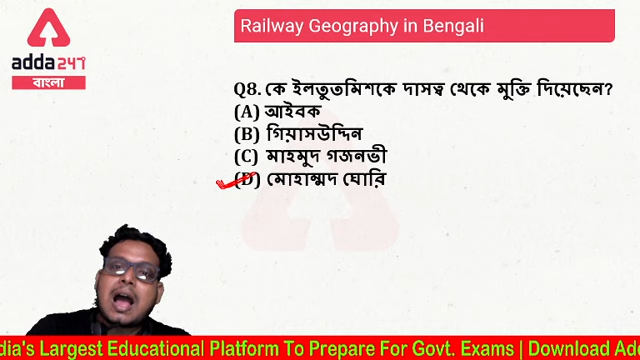 Railway Geography in Bengali
adda247
বাংলা
Q8. কে ইলতুতমিশকে দাসত্ব থেকে মুক্তি দিয়েছেন?
(A) আইবক
(B) গিয়াসউদ্দিন
(C) মাহমুদ গজনভী
(D) মোহাম্মদ ঘোরি
dia's Largest Educational Platform To Prepare For Govt. Exams | Download Add